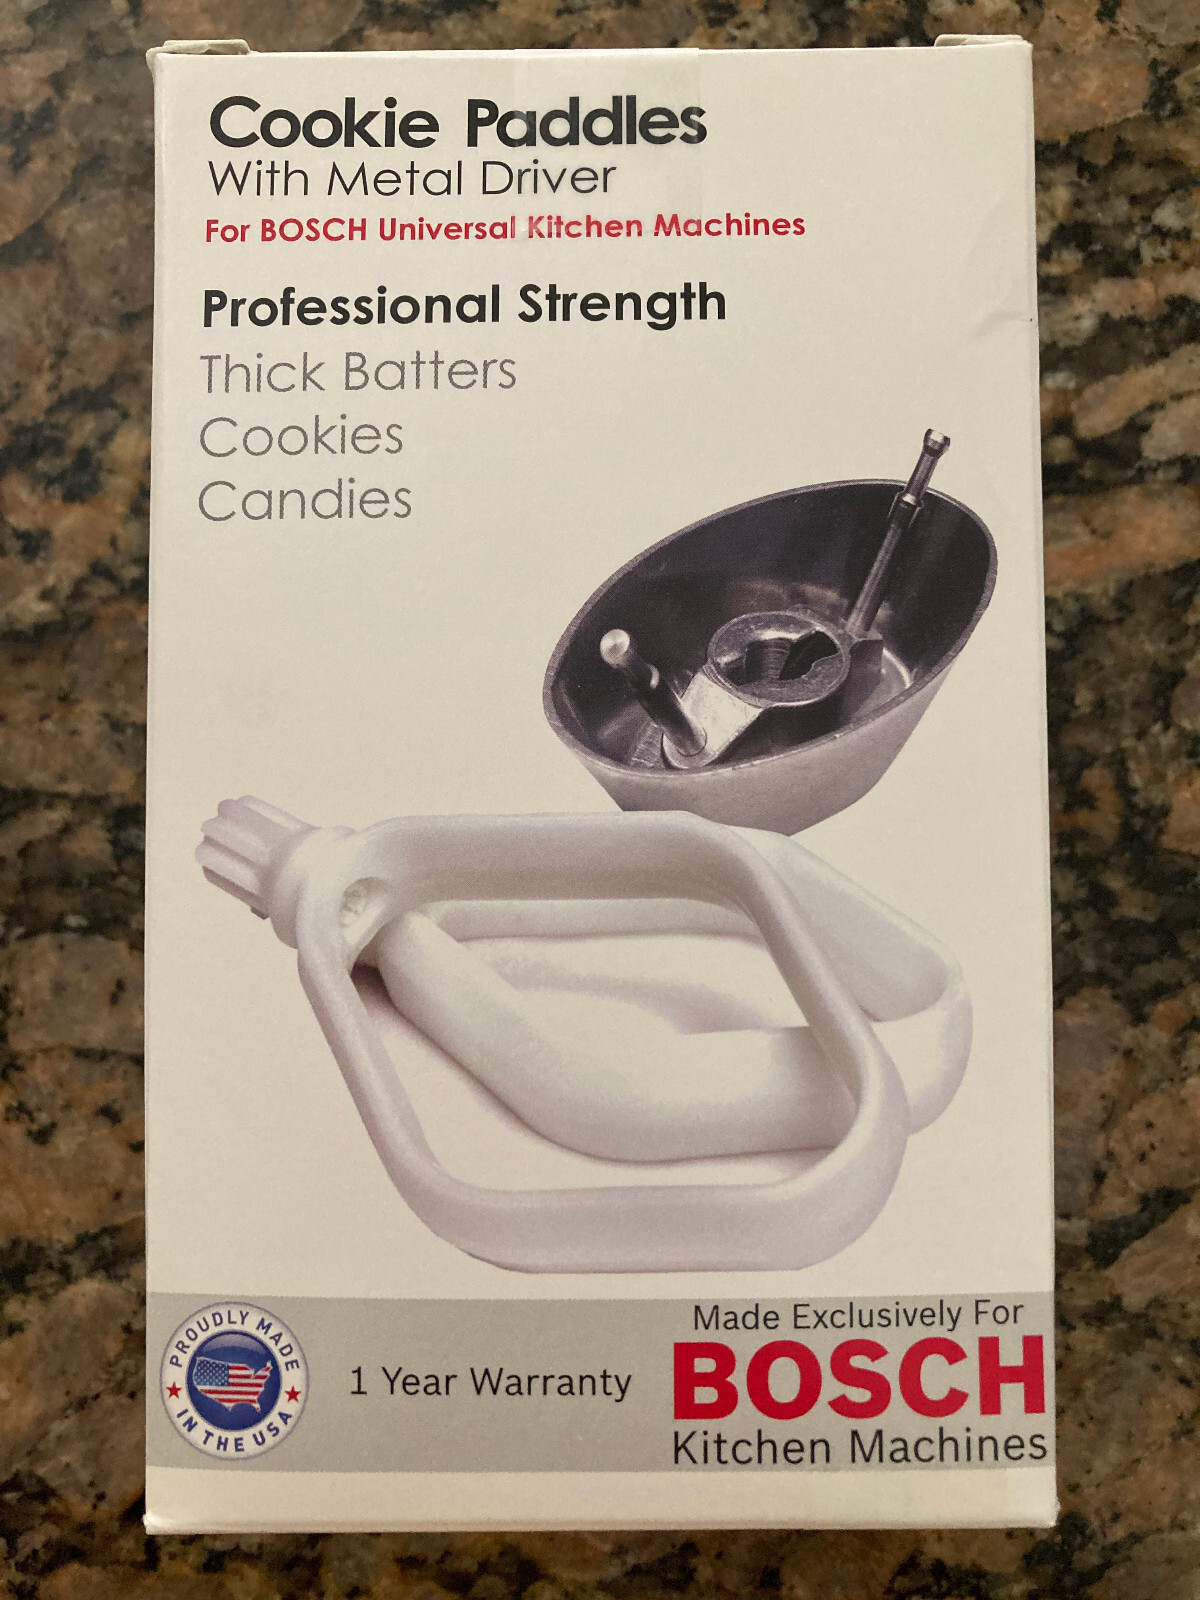 Cookie Paddles
With Metal Driver
For BOSCH Universal Kitchen Machines
Professional Strength
Thick Batters
Cookies
Candies
PROUDLY MADE
IN THE USA
1 Year Warranty
Made Exclusively For
BOSCH
Kitchen Machines